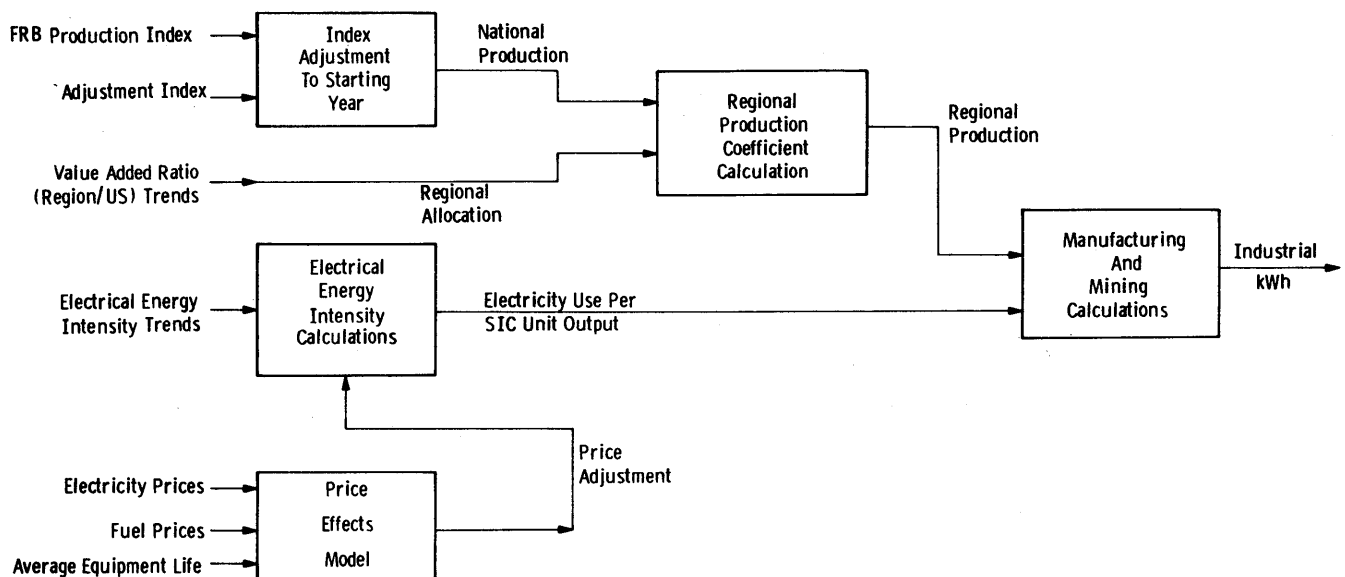 FRB Production Index
Adjustment Index
Index
Adjustment
To Starting
Year
National
Production
Value Added Ratio
(Region/US) Trends
Regional
Allocation
Regional
Production
Coefficient
Calculation
Regional
Production
Electrical Energy
Intensity Trends
Electrical
Energy
Intensity
Calculations
Electricity Use Per
SIC Unit Output
Manufacturing
And
Mining
Calculations
Industrial
kWh
Price
Adjustment
Electricity Prices
Fuel Prices
Average Equipment Life
Price
Effects
Model